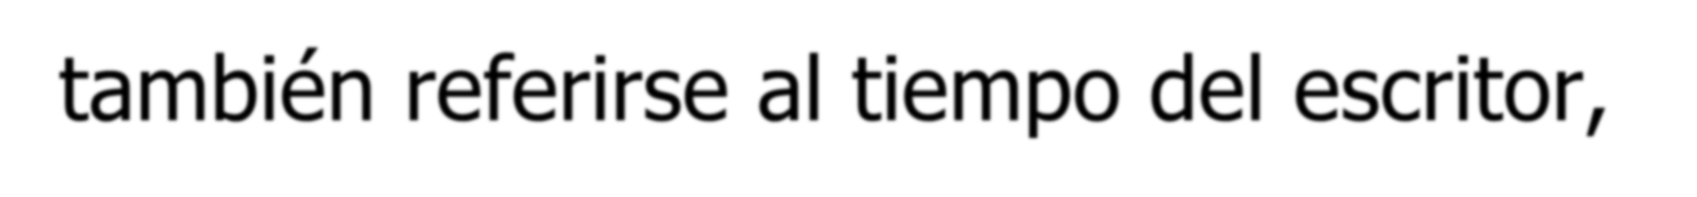 también referirse al tiempo del escritor,